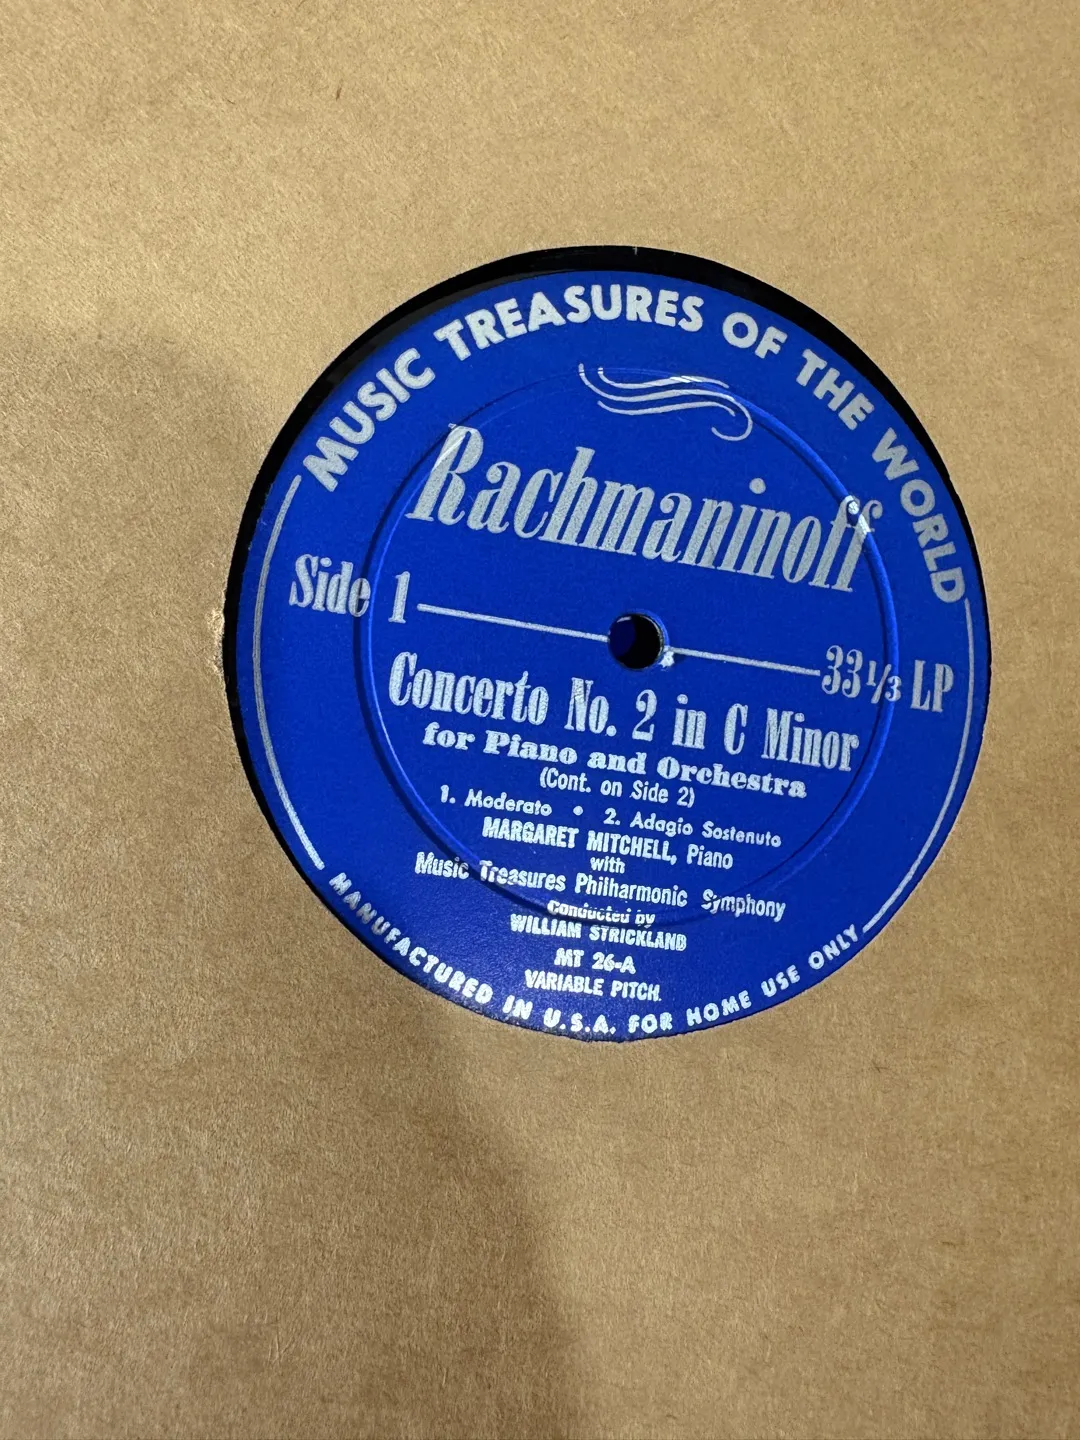 MUSIC TREASURES OF THE WORLD
Rachmaninoff
Side 1
33 1/3 LP
Concerto No. 2 in C Minor
for Piano and Orchestra
(Cont. on Side 2)
1. Moderato • 2. Adagio Sostenuto
MARGARET MITCHELL, Piano
with
Music Treasures Philharmonic Symphony
Conducted by
WILLIAM STRICKLAND
MT 26-A
VARIABLE PITCH.
MANUFACTURED IN U.S.A. FOR HOME USE ONLY